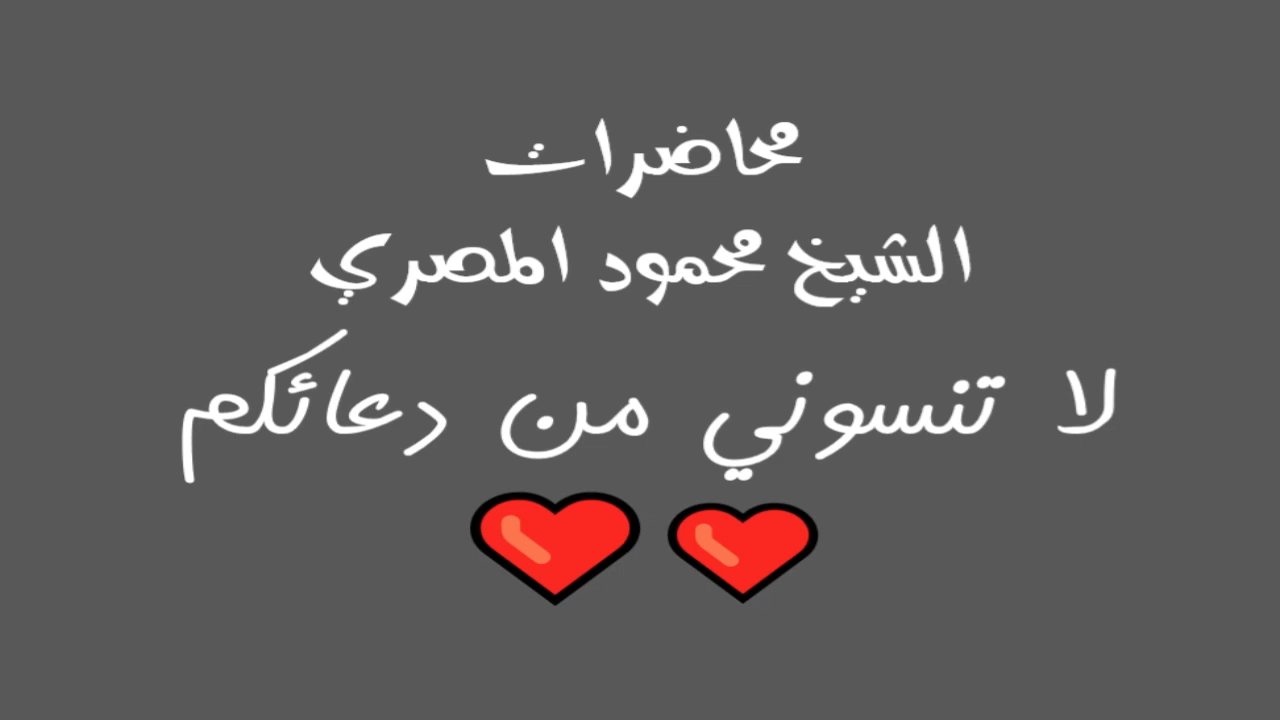 محاضرات
الشيخ محمود المصري
لا تنسوني من دعائكم